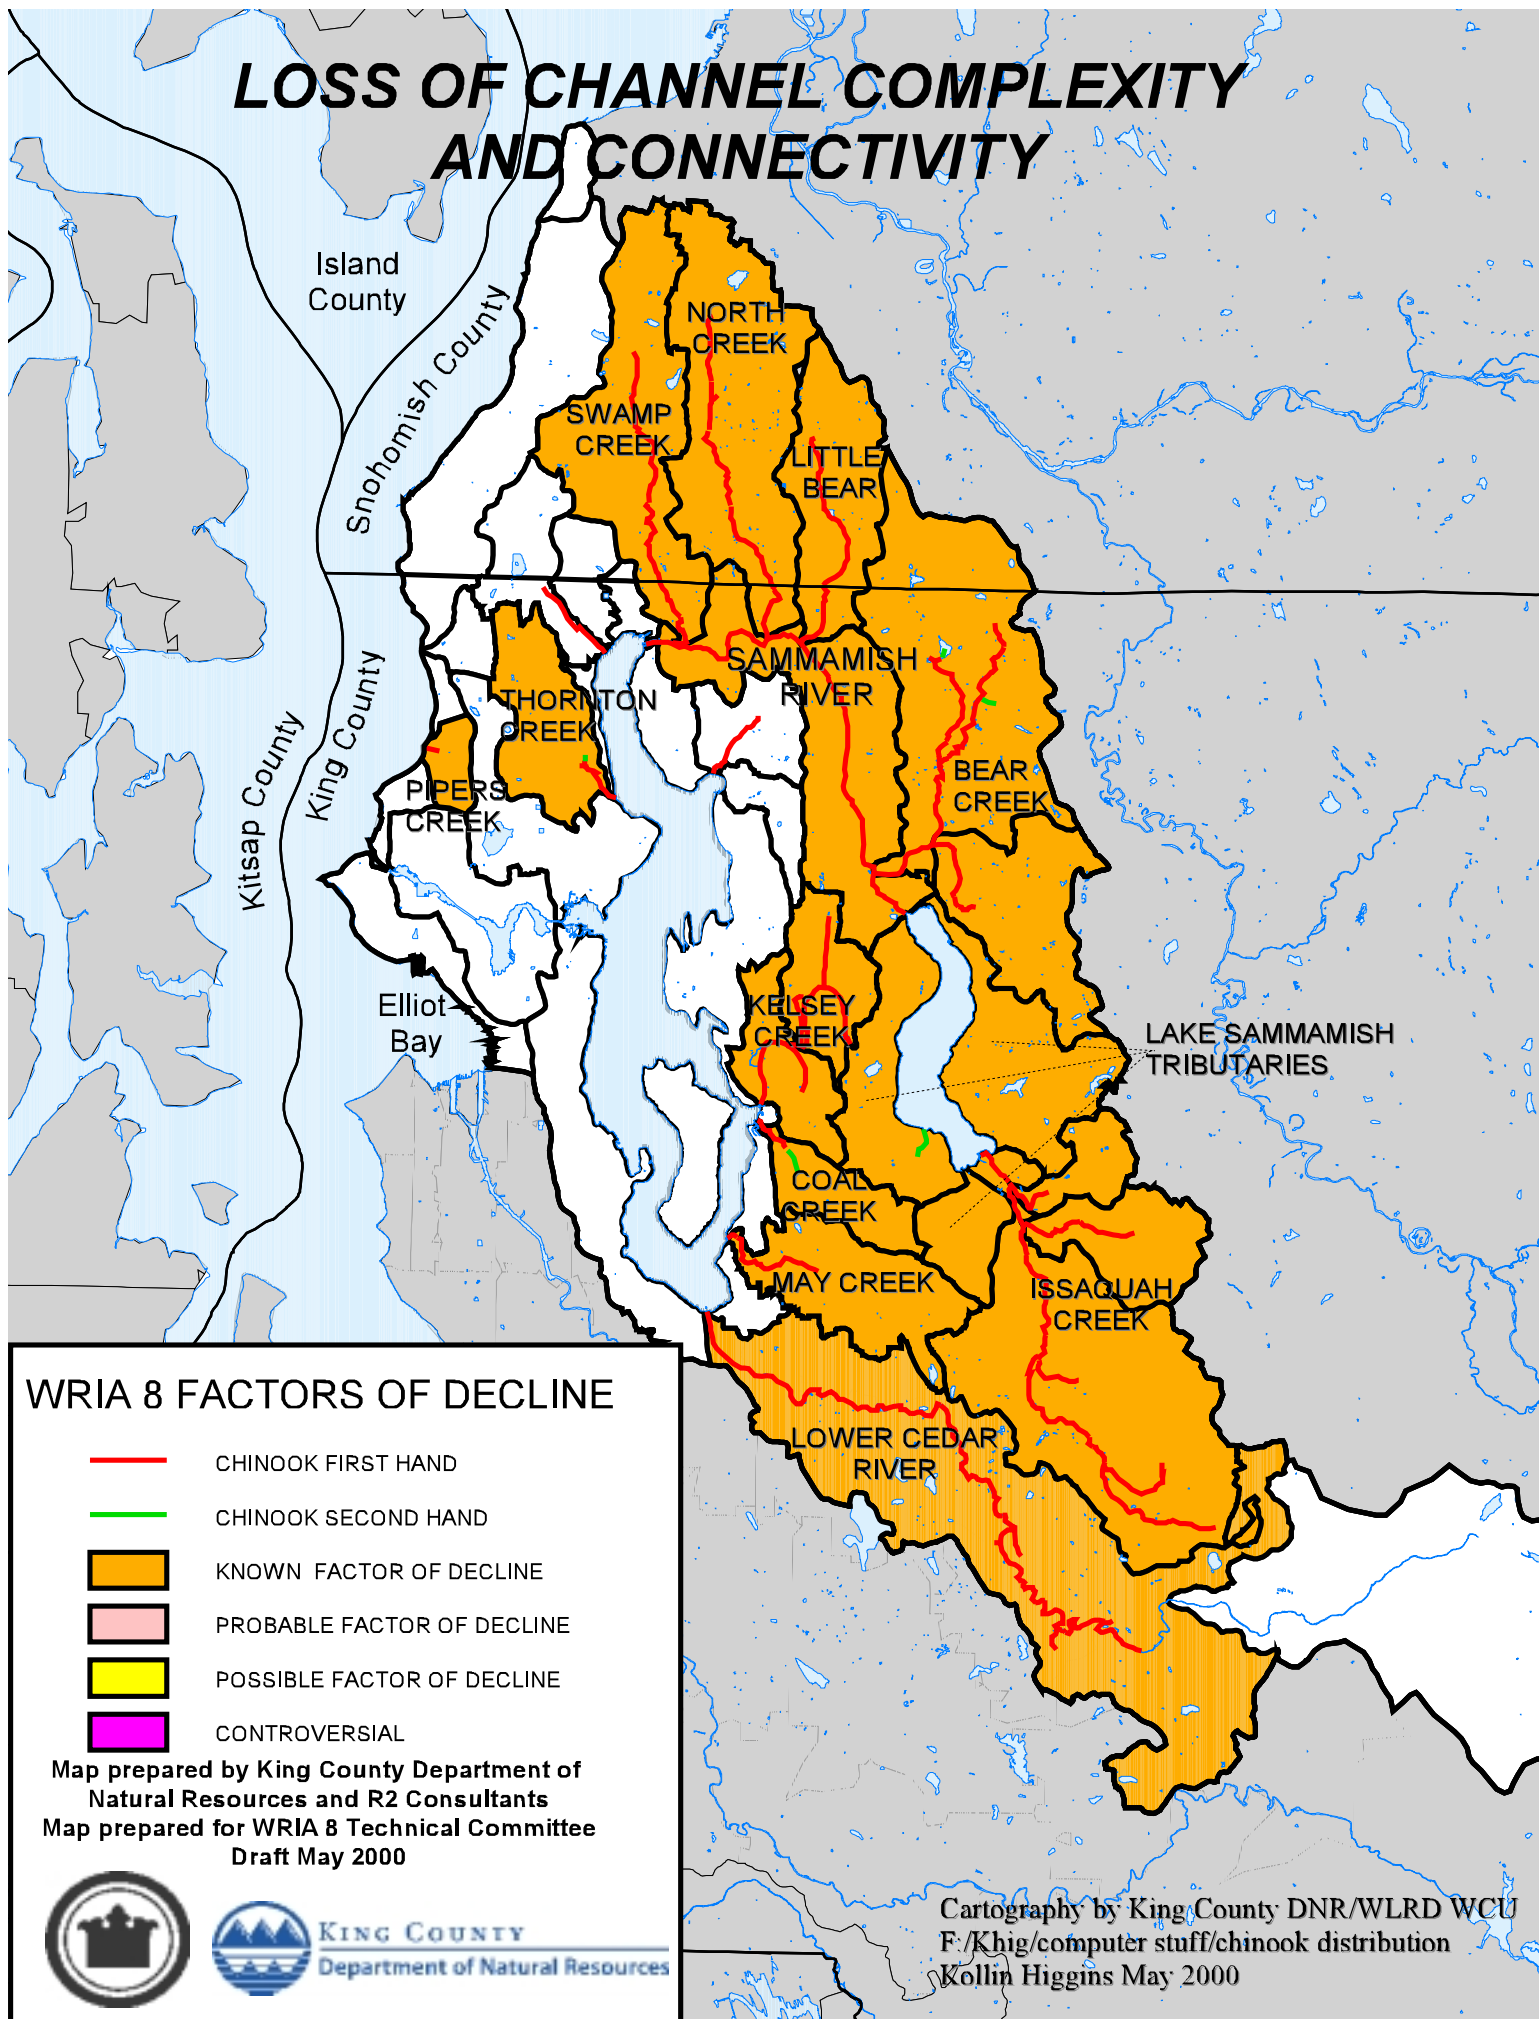 LOSS OF CHANNEL COMPLEXITY
AND CONNECTIVITY
Island
County
Snohomish County
NORTH
CREEK
SWAMP
CREEK
LITTLE
BEAR
SAMMAMISH
RIVER
THORNTON
CREEK
Kitsap County
King County
PIPERS
CREEK
BEAR
CREEK
Elliot
Bay
KELSEY
CREEK
LAKE SAMMAMISH
TRIBUTARIES
COAL
CREEK
MAY CREEK
ISSAQUAH
CREEK
LOWER CEDAR
RIVER
WRIA 8 FACTORS OF DECLINE
CHINOOK FIRST HAND
CHINOOK SECOND HAND
KNOWN FACTOR OF DECLINE
PROBABLE FACTOR OF DECLINE
POSSIBLE FACTOR OF DECLINE
CONTROVERSIAL
Map prepared by King County Department of
Natural Resources and R2 Consultants
Map prepared for WRIA 8 Technical Committee
Draft May 2000
KING COUNTY
Department of Natural Resources
Cartography by King County DNR/WLRD WCU
F:/Khig/computer stuff/chinook distribution
Kollin Higgins May 2000